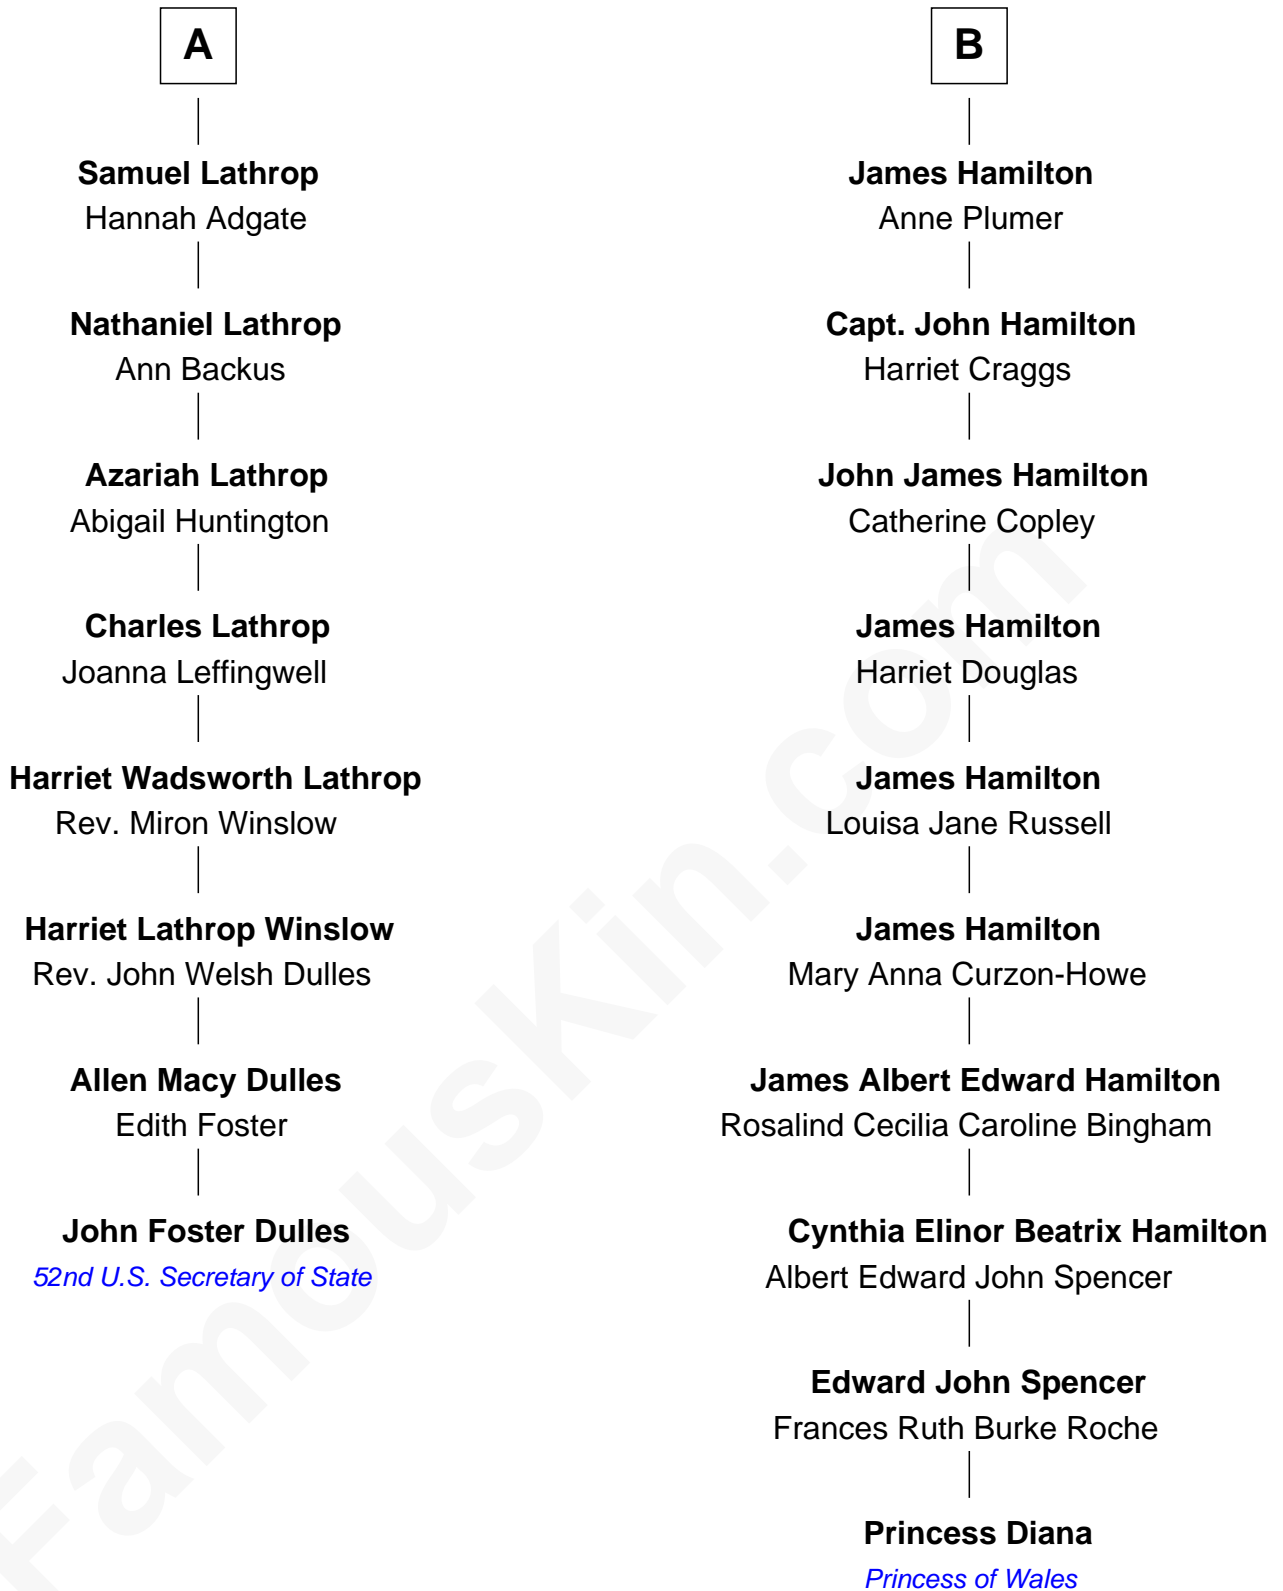 A
Samuel Lathrop
Hannah Adgate
Nathaniel Lathrop
Ann Backus
Azariah Lathrop
Abigail Huntington
Charles Lathrop
Joanna Leffingwell
Harriet Wadsworth Lathrop
Rev. Miron Winslow
Harriet Lathrop Winslow
Rev. John Welsh Dulles
Allen Macy Dulles
Edith Foster
John Foster Dulles
52nd U.S. Secretary of State
B
James Hamilton
Anne Plumer
Capt. John Hamilton
Harriet Craggs
John James Hamilton
Catherine Copley
James Hamilton
Harriet Douglas
James Hamilton
Louisa Jane Russell
James Hamilton
Mary Anna Curzon-Howe
James Albert Edward Hamilton
Rosalind Cecilia Caroline Bingham
Cynthia Elinor Beatrix Hamilton
Albert Edward John Spencer
Edward John Spencer
Frances Ruth Burke Roche
Princess Diana
Princess of Wales
FamousKin.com